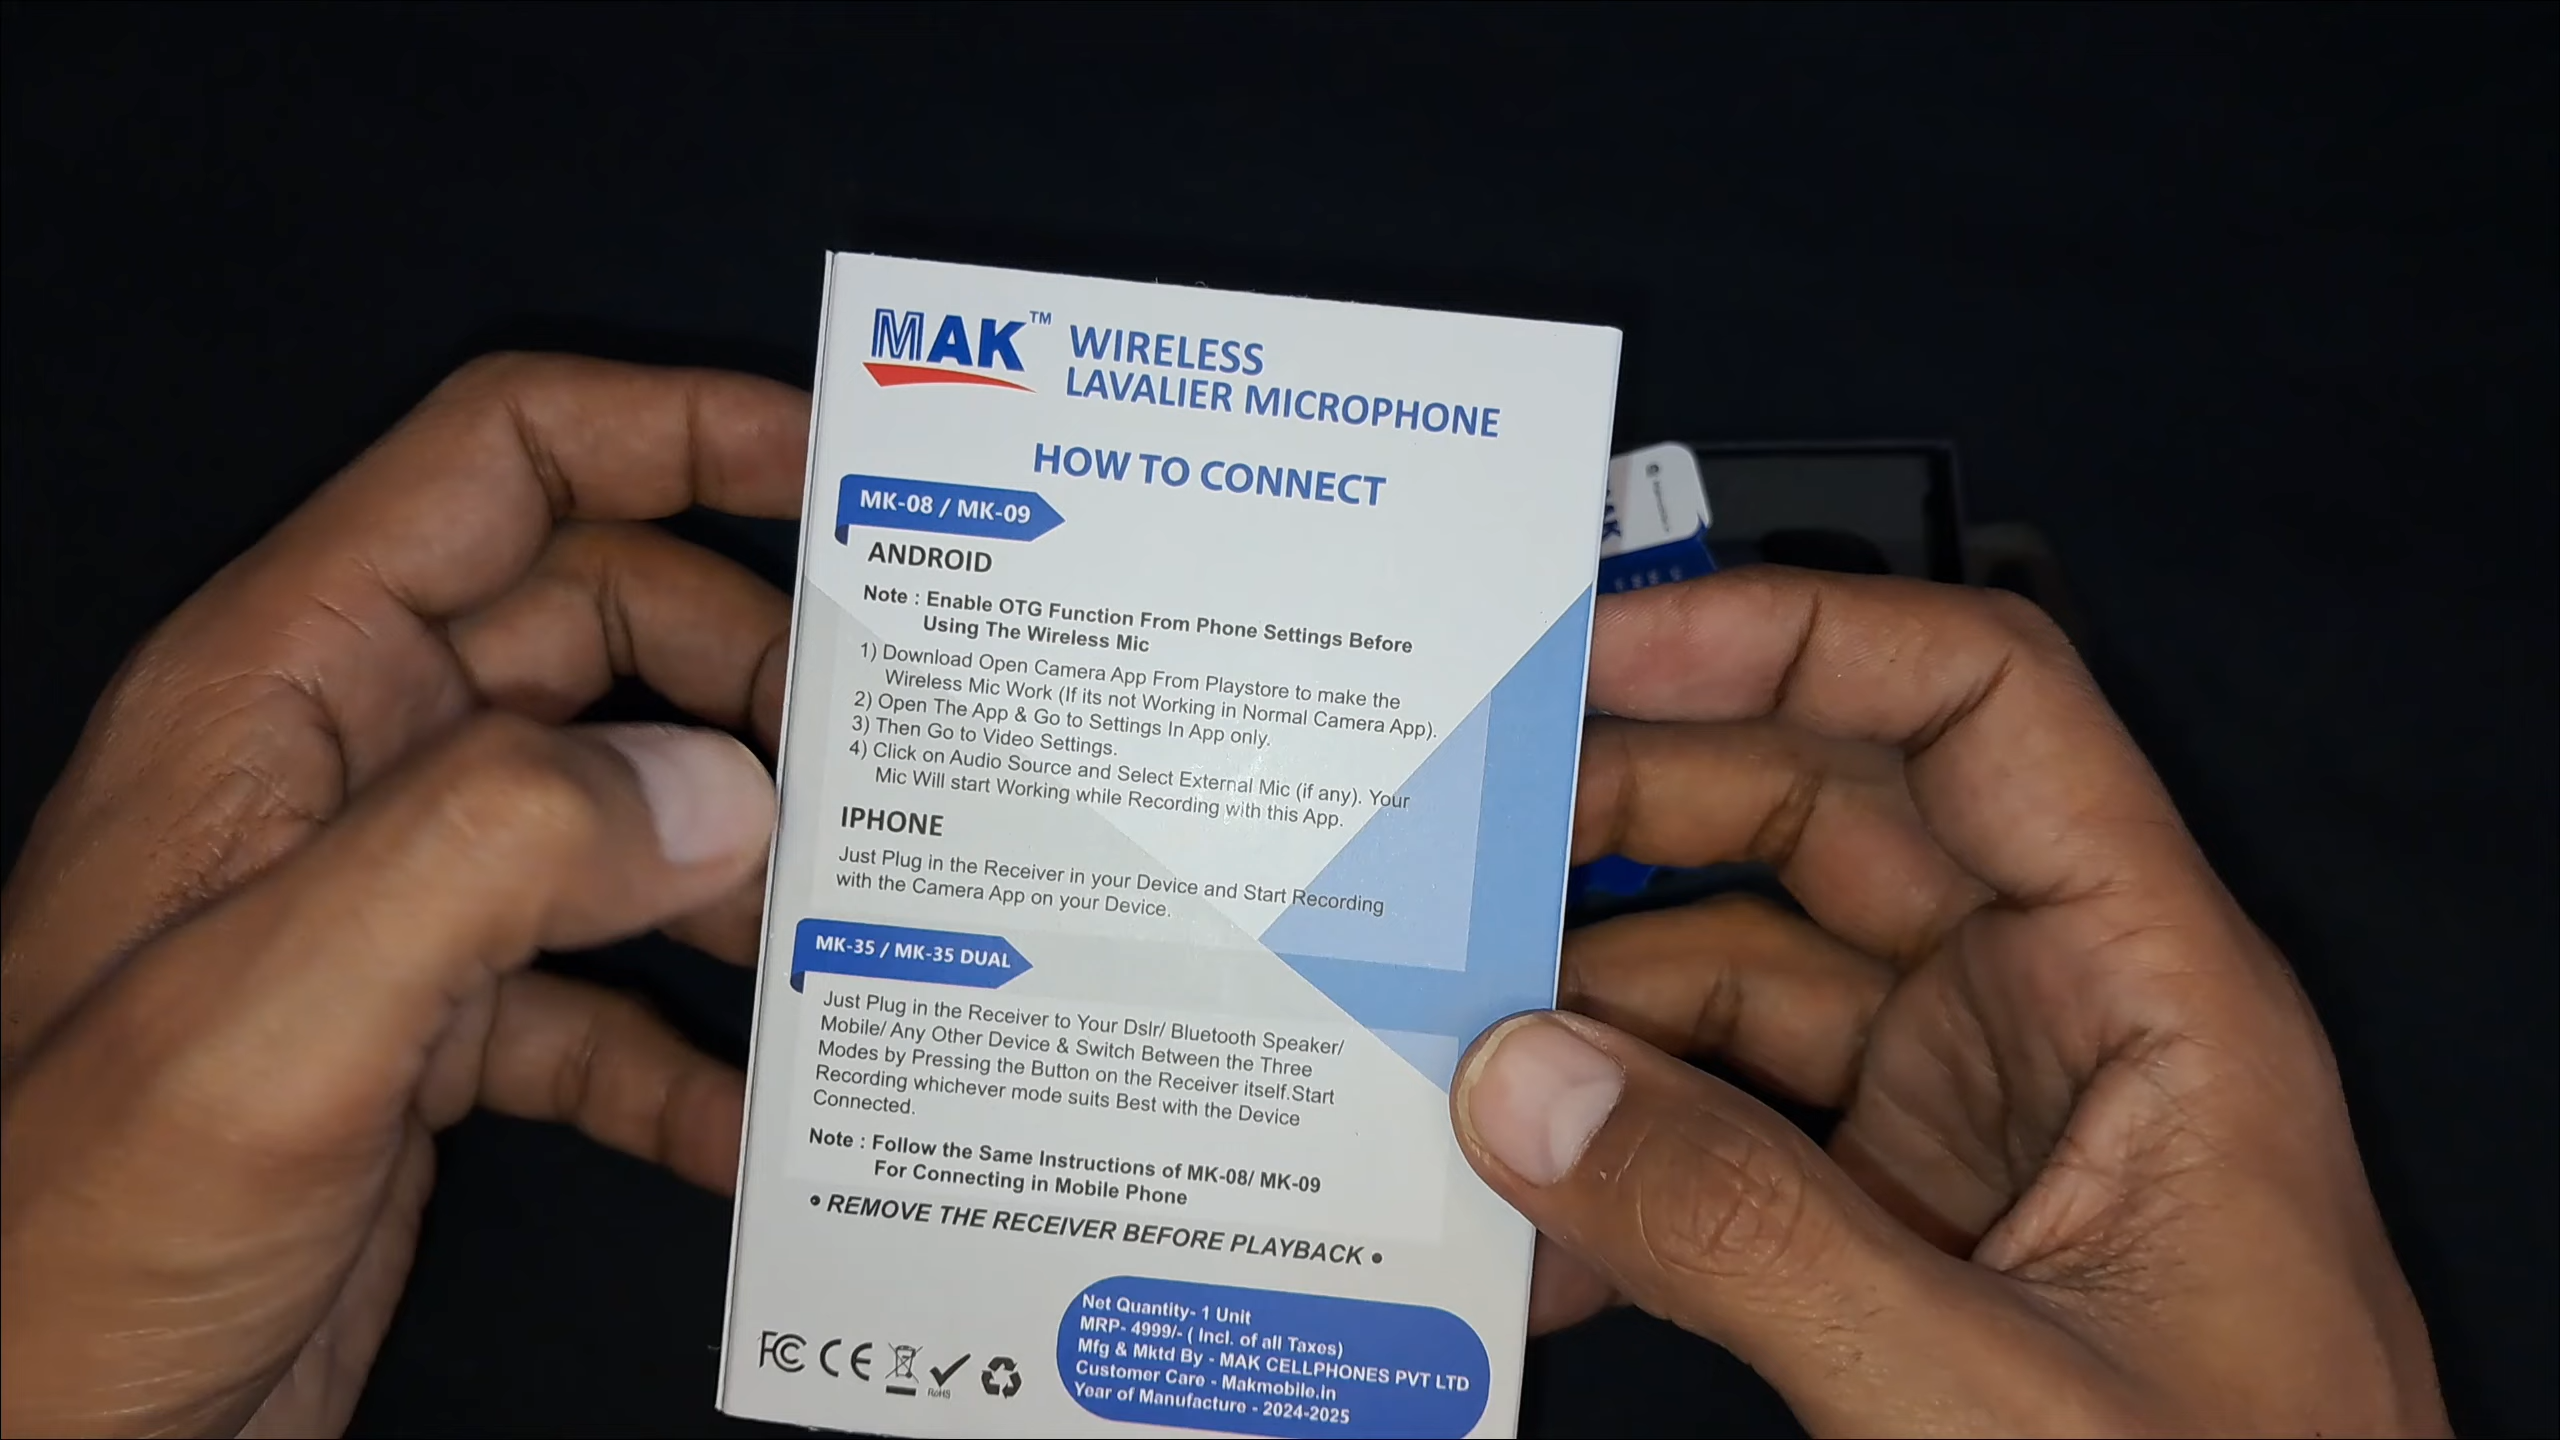 MAK™ WIRELESS
LAVALIER MICROPHONE
HOW TO CONNECT
MK-08 / MK-09
ANDROID
Note : Enable OTG Function From Phone Settings Before
Using The Wireless Mic
1) Download Open Camera App From Playstore to make the
Wireless Mic Work (If its not Working in Normal Camera App).
2) Open The App & Go to Settings In App only.
3) Then Go to Video Settings.
4) Click on Audio Source and Select External Mic (if any). Your
Mic Will start Working while Recording with this App.
IPHONE
Just Plug in the Receiver in your Device and Start Recording
with the Camera App on your Device.
MK-35 / MK-35 DUAL
Just Plug in the Receiver to Your Dslr/ Bluetooth Speaker/
Mobile/ Any Other Device & Switch Between the Three
Modes by Pressing the Button on the Receiver itself.Start
Recording whichever mode suits Best with the Device
Connected.
Note : Follow the Same Instructions of MK-08/ MK-09
For Connecting in Mobile Phone
• REMOVE THE RECEIVER BEFORE PLAYBACK •
FC CE RoHS
Net Quantity- 1 Unit
MRP- 4999/- ( Incl. of all Taxes)
Mfg & Mktd By - MAK CELLPHONES PVT LTD
Customer Care - Makmobile.in
Year of Manufacture - 2024-2025